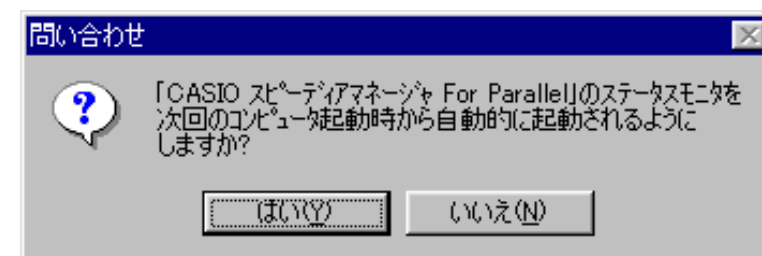 問い合わせ
「CASIO スピーディアマネージャ For Parallel」のステータスモニタを
次回のコンピュータ起動時から自動的に起動されるように
しますか?
はい(Y) いいえ(N)